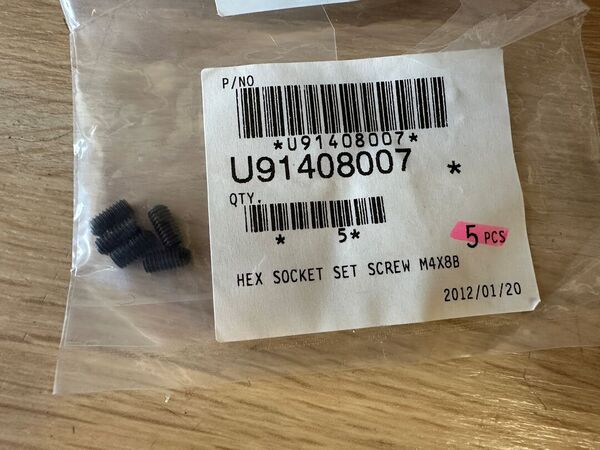 P/NO
*U91408007*
U91408007 *
QTY.
* 5*
5 PCS
HEX SOCKET SET SCREW M4X8B
2012/01/20